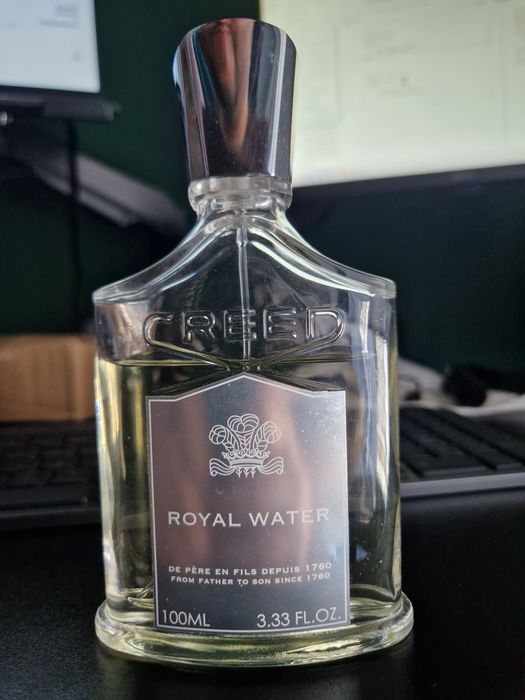 CREED
ROYAL WATER
DE PÈRE EN FILS DEPUIS 1760
FROM FATHER TO SON SINCE 1760
100ML 3.33 FL.OZ.